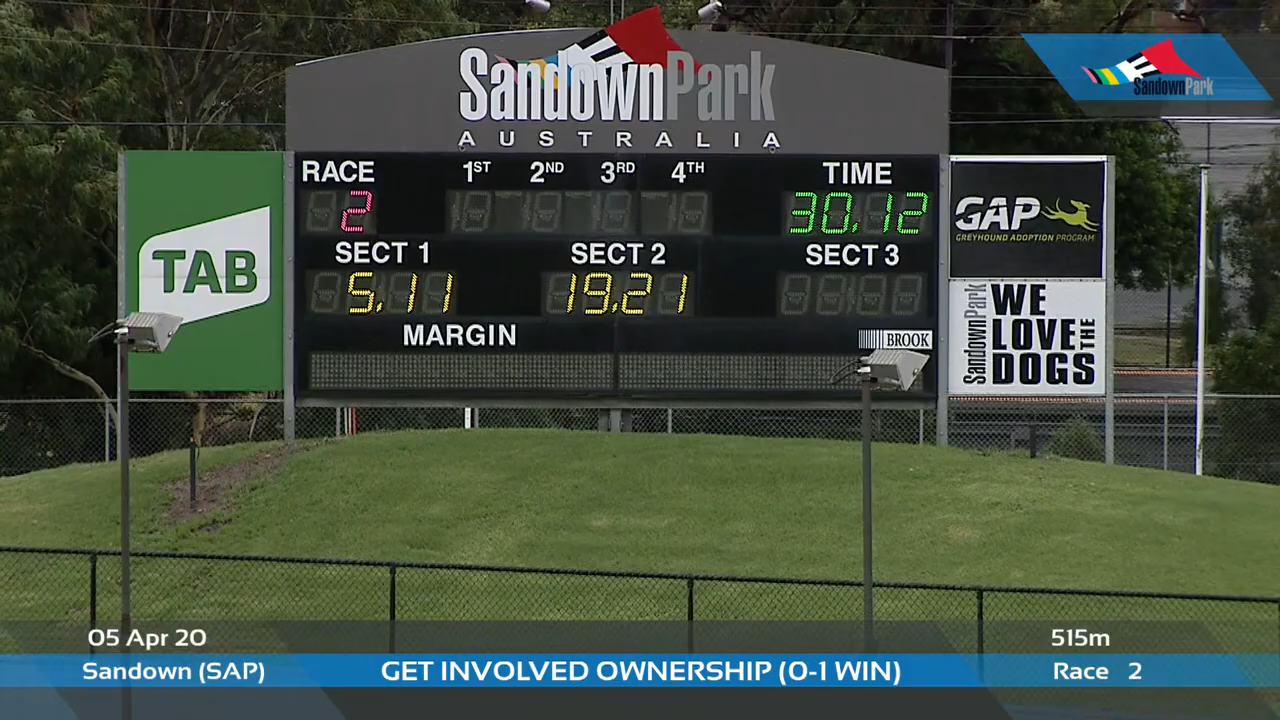 SandownPark
AUSTRALIA
SandownPark
RACE 1ST 2ND 3RD 4TH TIME
2 30.12
SECT 1 SECT 2 SECT 3
5.11 19.21
MARGIN
BROOK
TAB
GAP
GREYHOUND ADOPTION PROGRAM
SandownPark
WE
LOVE THE
DOGS
05 Apr 20 515m
Sandown (SAP) GET INVOLVED OWNERSHIP (0-1 WIN) Race 2